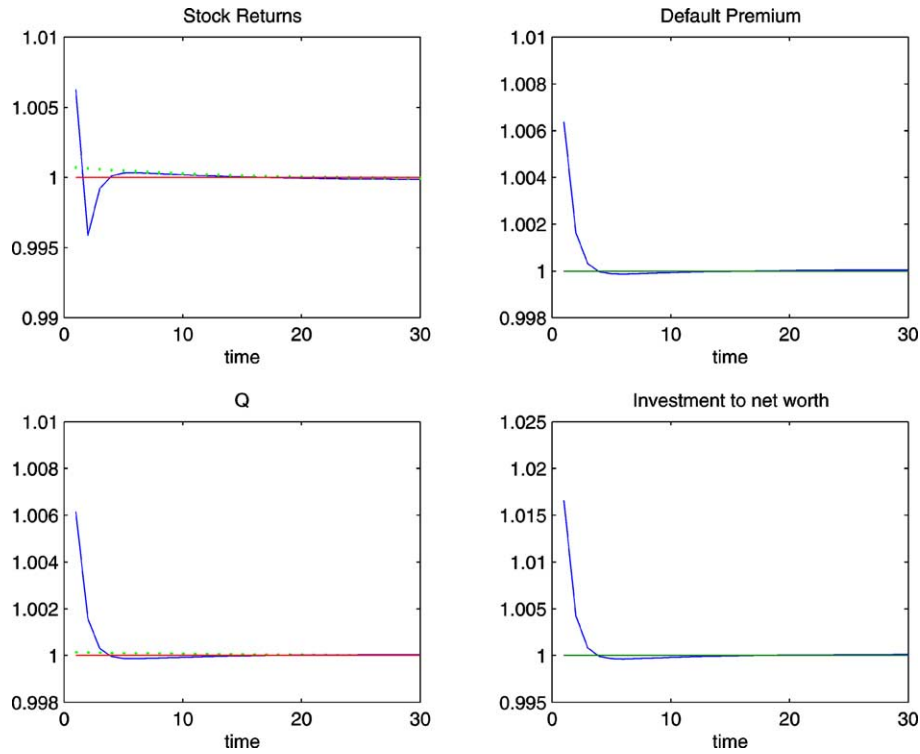 Stock Returns
1.01
1.005
1
0.995
0.99
0 10 20 30
time
Default Premium
1.01
1.008
1.006
1.004
1.002
1
0.998
0 10 20 30
time
Q
1.01
1.008
1.006
1.004
1.002
1
0.998
0 10 20 30
time
Investment to net worth
1.025
1.02
1.015
1.01
1.005
1
0.995
0 10 20 30
time